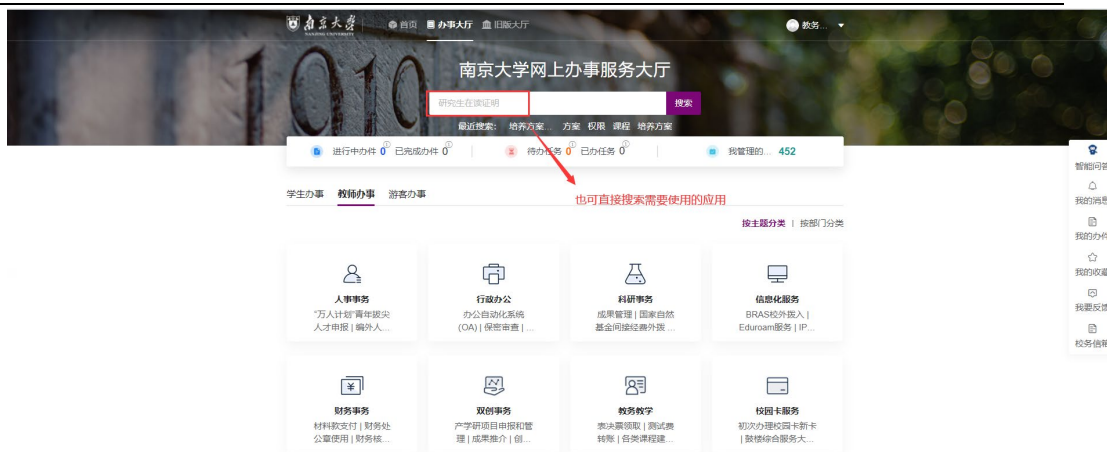 南京大学
NANJING UNIVERSITY
首页 办事大厅 旧版大厅
教务...
1919
南京大学网上办事服务大厅
研究生在读证明
搜索
最近搜索: 培养方案... 方案 权限 课程 培养方案
进行中办件 0 已完成办件 0 待办任务 0 已办任务 0 我管理的... 452
学生办事 教师办事 游客办事
也可直接搜索需要使用的应用
按主题分类 | 按部门分类
人事事务
"万人计划"青年拔尖
人才申报 | 编外人...
行政办公
办公自动化系统
(OA) | 保密审查 | ...
科研事务
成果管理 | 国家自然
基金间接经费外拨 ...
信息化服务
BRAS校外拨入 |
Eduroam服务 | IP...
财务事务
材料款支付 | 财务处
公章使用 | 财务核...
双创事务
产学研项目申报和管
理 | 成果推介 | 创...
教务教学
表决票领取 | 测试费
转账 | 各类课程建...
校园卡服务
初次办理校园卡新卡
| 鼓楼综合服务大...
智能问答
我的消息
我的办件
我的收藏
我要反馈
校务信箱